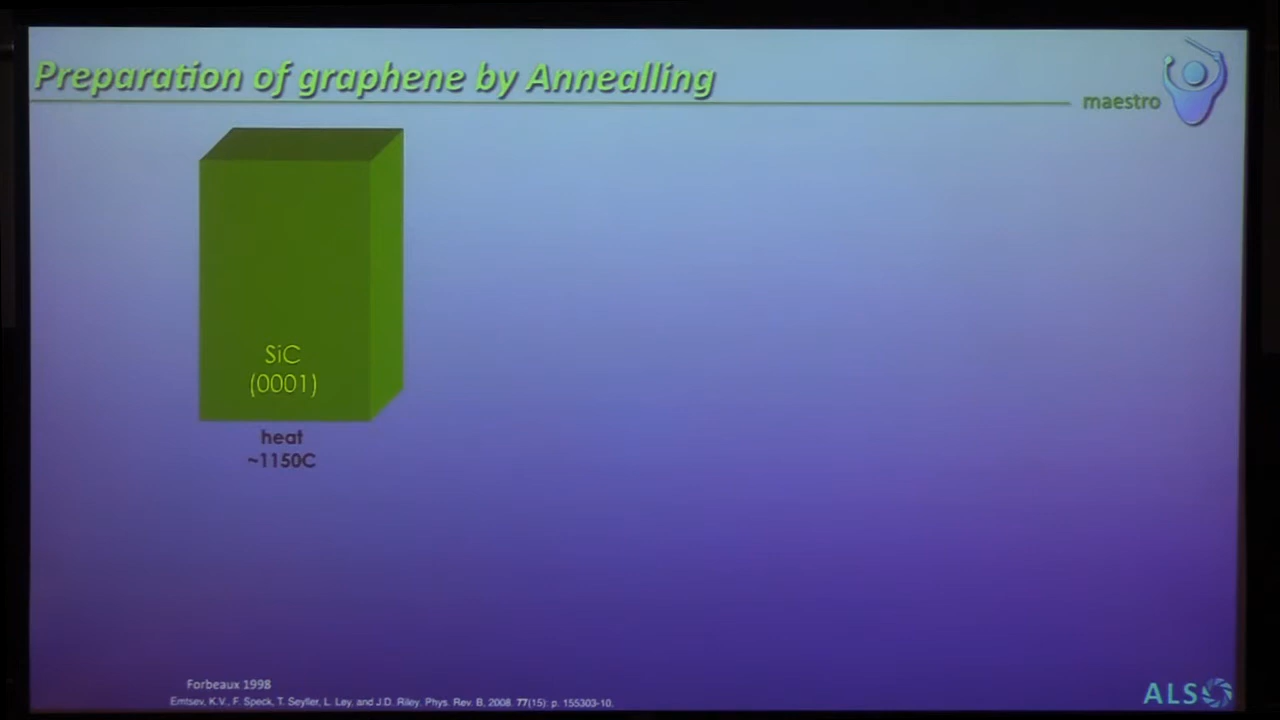 Preparation of graphene by Annealling
maestro
SiC
(0001)
heat
~1150C
Forbeaux 1998
Emtsev, K.V., F. Speck, T. Seyller, L. Ley, and J.D. Riley, Phys. Rev. B, 2008. 77(15): p. 155303-10.
ALS